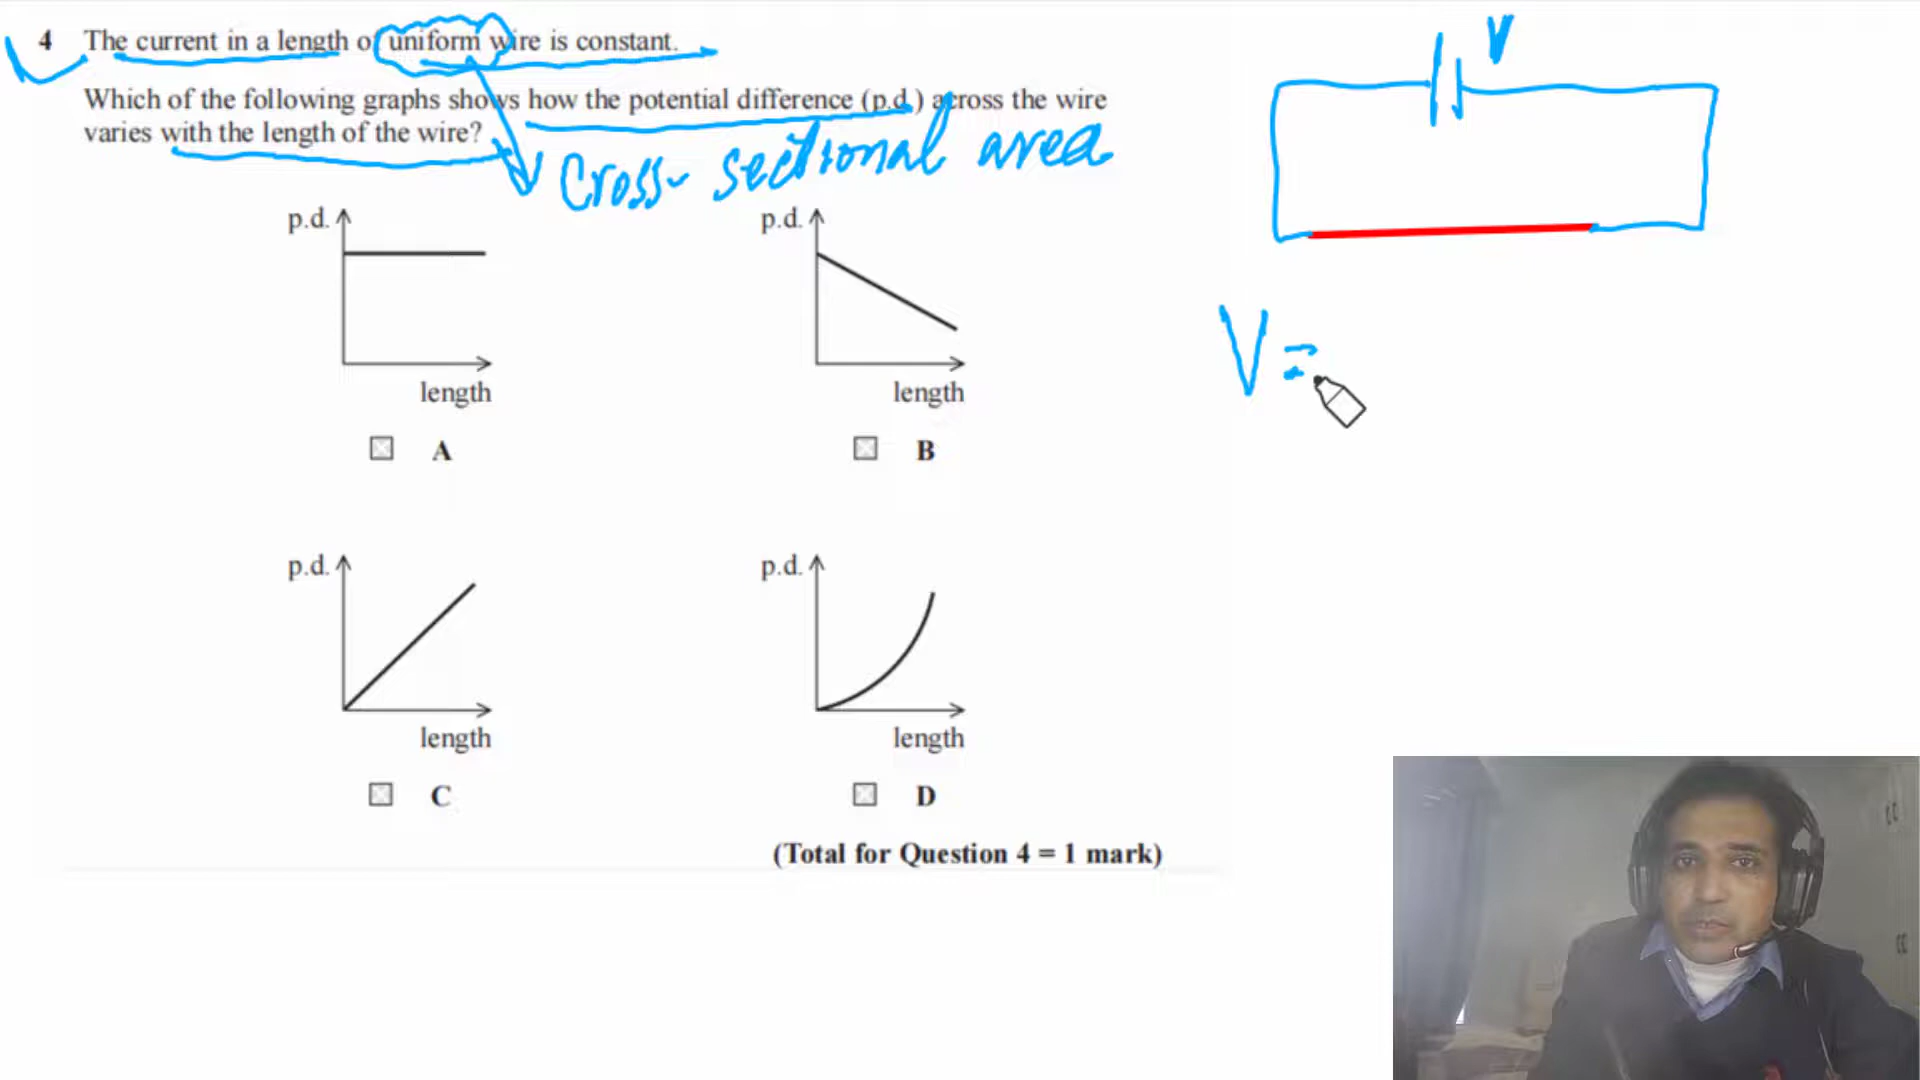 4 The current in a length of uniform wire is constant.
Which of the following graphs shows how the potential difference (p.d.) across the wire
varies with the length of the wire?
Cross-sectional area
V
V =
p.d.
length
A
p.d.
length
B
p.d.
length
C
p.d.
length
D
(Total for Question 4 = 1 mark)